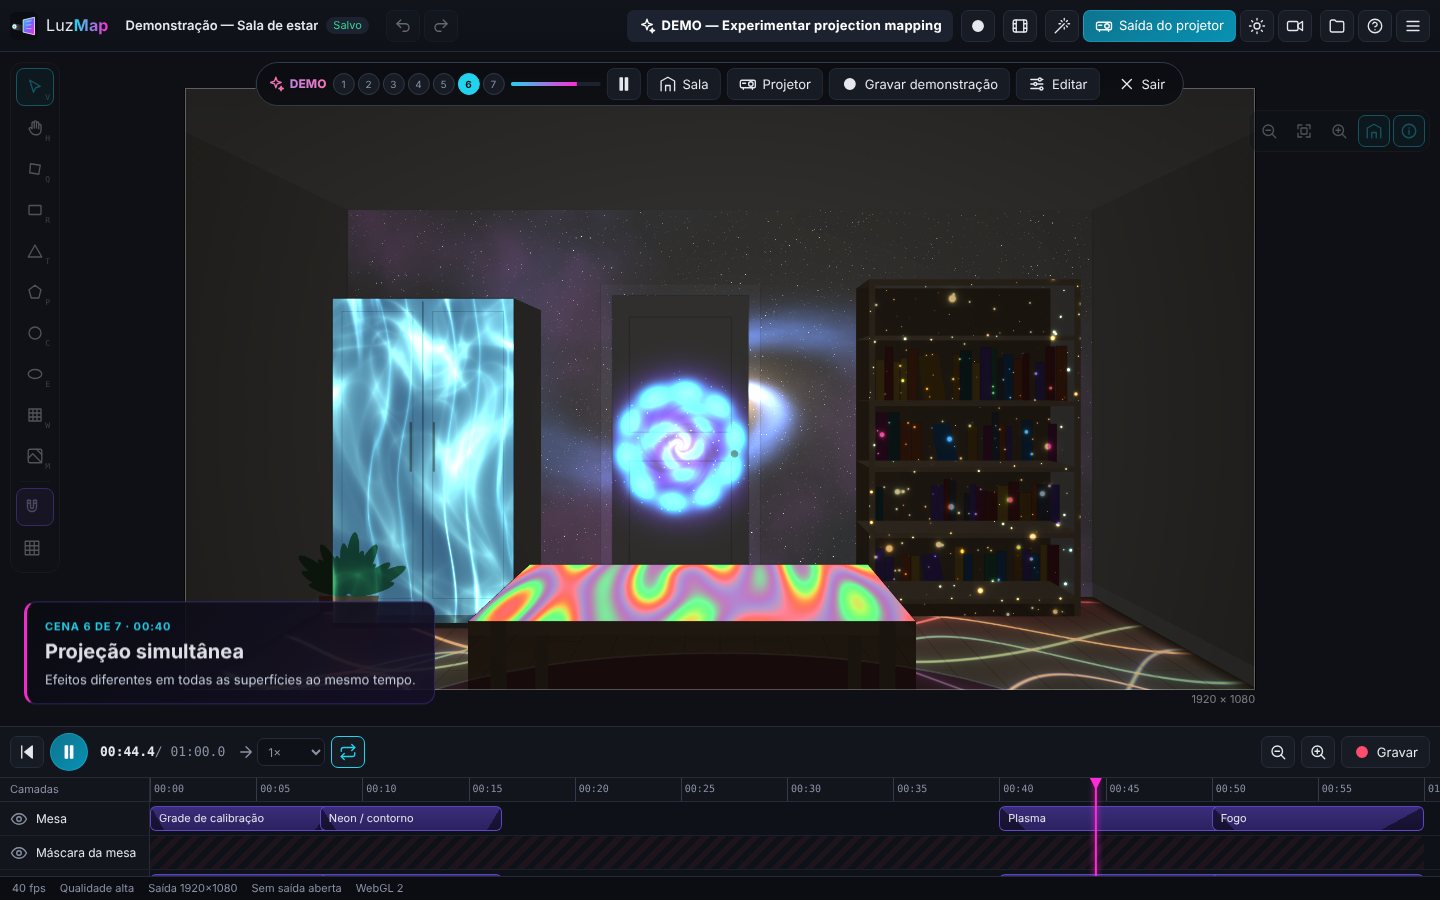 LuzMap
Demonstração — Sala de estar
Salvo
DEMO — Experimentar projection mapping
Saída do projetor
DEMO
1
2
3
4
5
6
7
Sala
Projetor
Gravar demonstração
Editar
Sair
V
H
Q
R
T
P
C
E
W
M
CENA 6 DE 7 · 00:40
Projeção simultânea
Efeitos diferentes em todas as superfícies ao mesmo tempo.
1920 × 1080
00:44.4/ 01:00.0
1×
Gravar
Camadas
00:00
00:05
00:10
00:15
00:20
00:25
00:30
00:35
00:40
00:45
00:50
00:55
01
Mesa
Grade de calibração
Neon / contorno
Plasma
Fogo
Máscara da mesa
40 fps
Qualidade alta
Saída 1920×1080
Sem saída aberta
WebGL 2